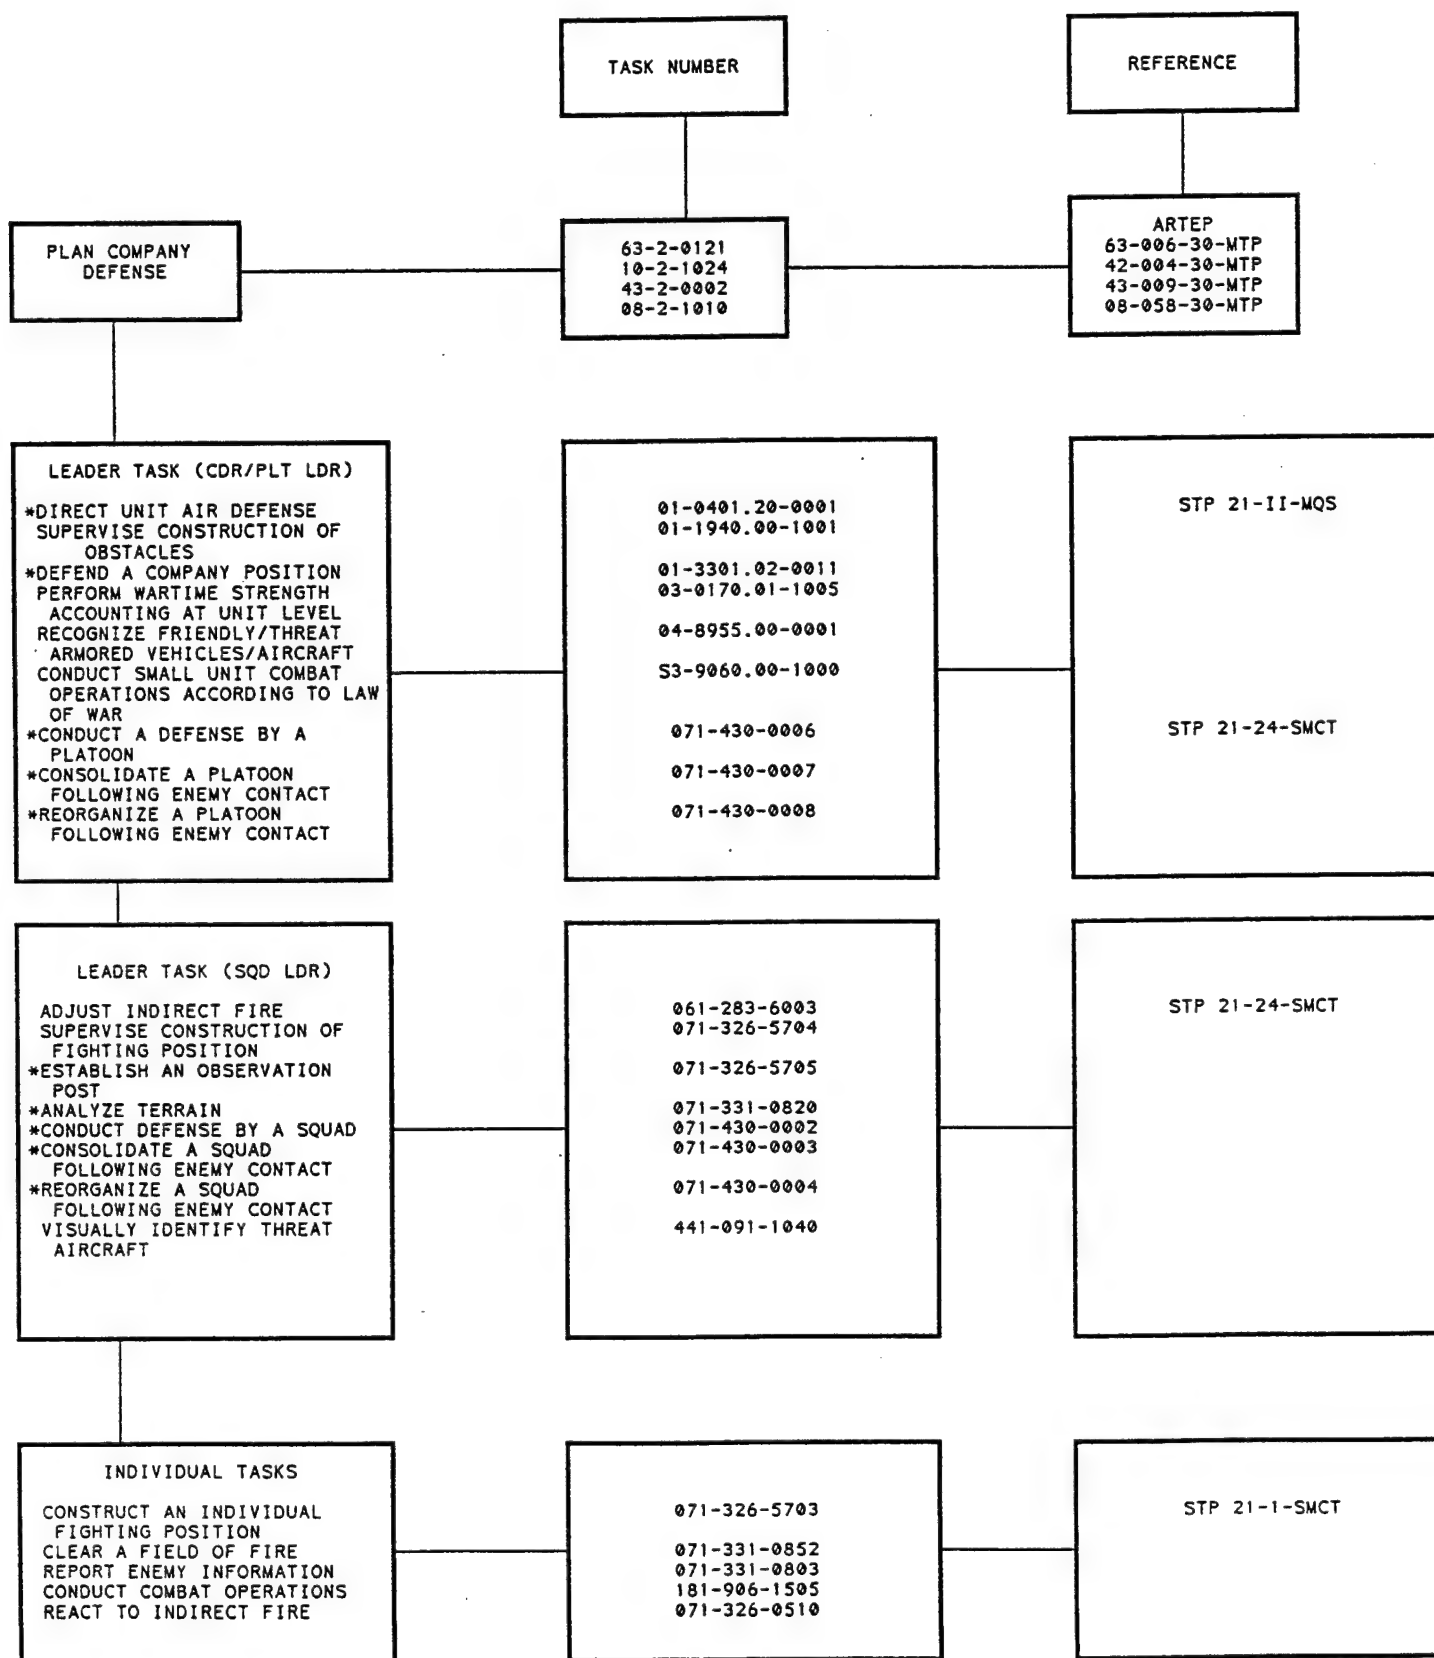 TASK NUMBER
REFERENCE
PLAN COMPANY
DEFENSE
63-2-0121
10-2-1024
43-2-0002
08-2-1010
ARTEP
63-006-30-MTP
42-004-30-MTP
43-009-30-MTP
08-058-30-MTP
LEADER TASK (CDR/PLT LDR)
*DIRECT UNIT AIR DEFENSE
SUPERVISE CONSTRUCTION OF
OBSTACLES
*DEFEND A COMPANY POSITION
PERFORM WARTIME STRENGTH
ACCOUNTING AT UNIT LEVEL
RECOGNIZE FRIENDLY/THREAT
ARMORED VEHICLES/AIRCRAFT
CONDUCT SMALL UNIT COMBAT
OPERATIONS ACCORDING TO LAW
OF WAR
*CONDUCT A DEFENSE BY A
PLATOON
*CONSOLIDATE A PLATOON
FOLLOWING ENEMY CONTACT
*REORGANIZE A PLATOON
FOLLOWING ENEMY CONTACT
01-0401.20-0001
01-1940.00-1001
01-3301.02-0011
03-0170.01-1005
04-8955.00-0001
S3-9060.00-1000
071-430-0006
071-430-0007
071-430-0008
STP 21-II-MQS
STP 21-24-SMCT
LEADER TASK (SQD LDR)
ADJUST INDIRECT FIRE
SUPERVISE CONSTRUCTION OF
FIGHTING POSITION
*ESTABLISH AN OBSERVATION
POST
*ANALYZE TERRAIN
*CONDUCT DEFENSE BY A SQUAD
*CONSOLIDATE A SQUAD
FOLLOWING ENEMY CONTACT
*REORGANIZE A SQUAD
FOLLOWING ENEMY CONTACT
VISUALLY IDENTIFY THREAT
AIRCRAFT
061-283-6003
071-326-5704
071-326-5705
071-331-0820
071-430-0002
071-430-0003
071-430-0004
441-091-1040
STP 21-24-SMCT
INDIVIDUAL TASKS
CONSTRUCT AN INDIVIDUAL
FIGHTING POSITION
CLEAR A FIELD OF FIRE
REPORT ENEMY INFORMATION
CONDUCT COMBAT OPERATIONS
REACT TO INDIRECT FIRE
071-326-5703
071-331-0852
071-331-0803
181-906-1505
071-326-0510
STP 21-1-SMCT